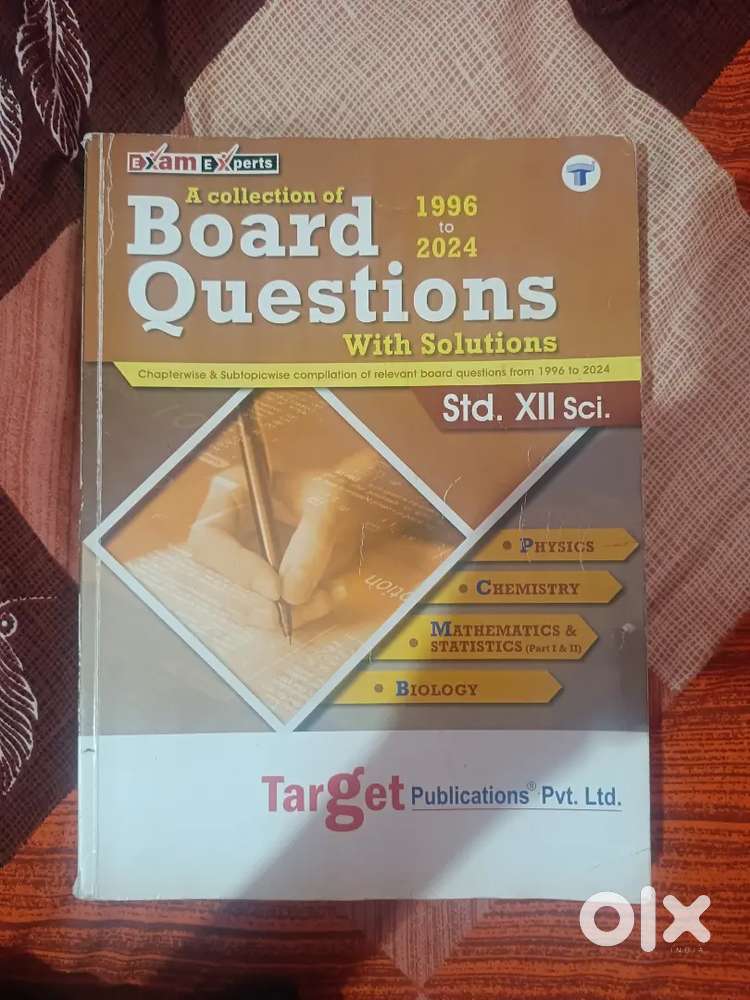 Exam Experts
A collection of
Board
1996
to
2024
Questions
With Solutions
Chapterwise & Subtopicwise compilation of relevant board questions from 1996 to 2024
Std. XII Sci.
• PHYSICS
• CHEMISTRY
• MATHEMATICS &
STATISTICS (Part I & II)
• BIOLOGY
Target Publications® Pvt. Ltd.
olx
INDIA